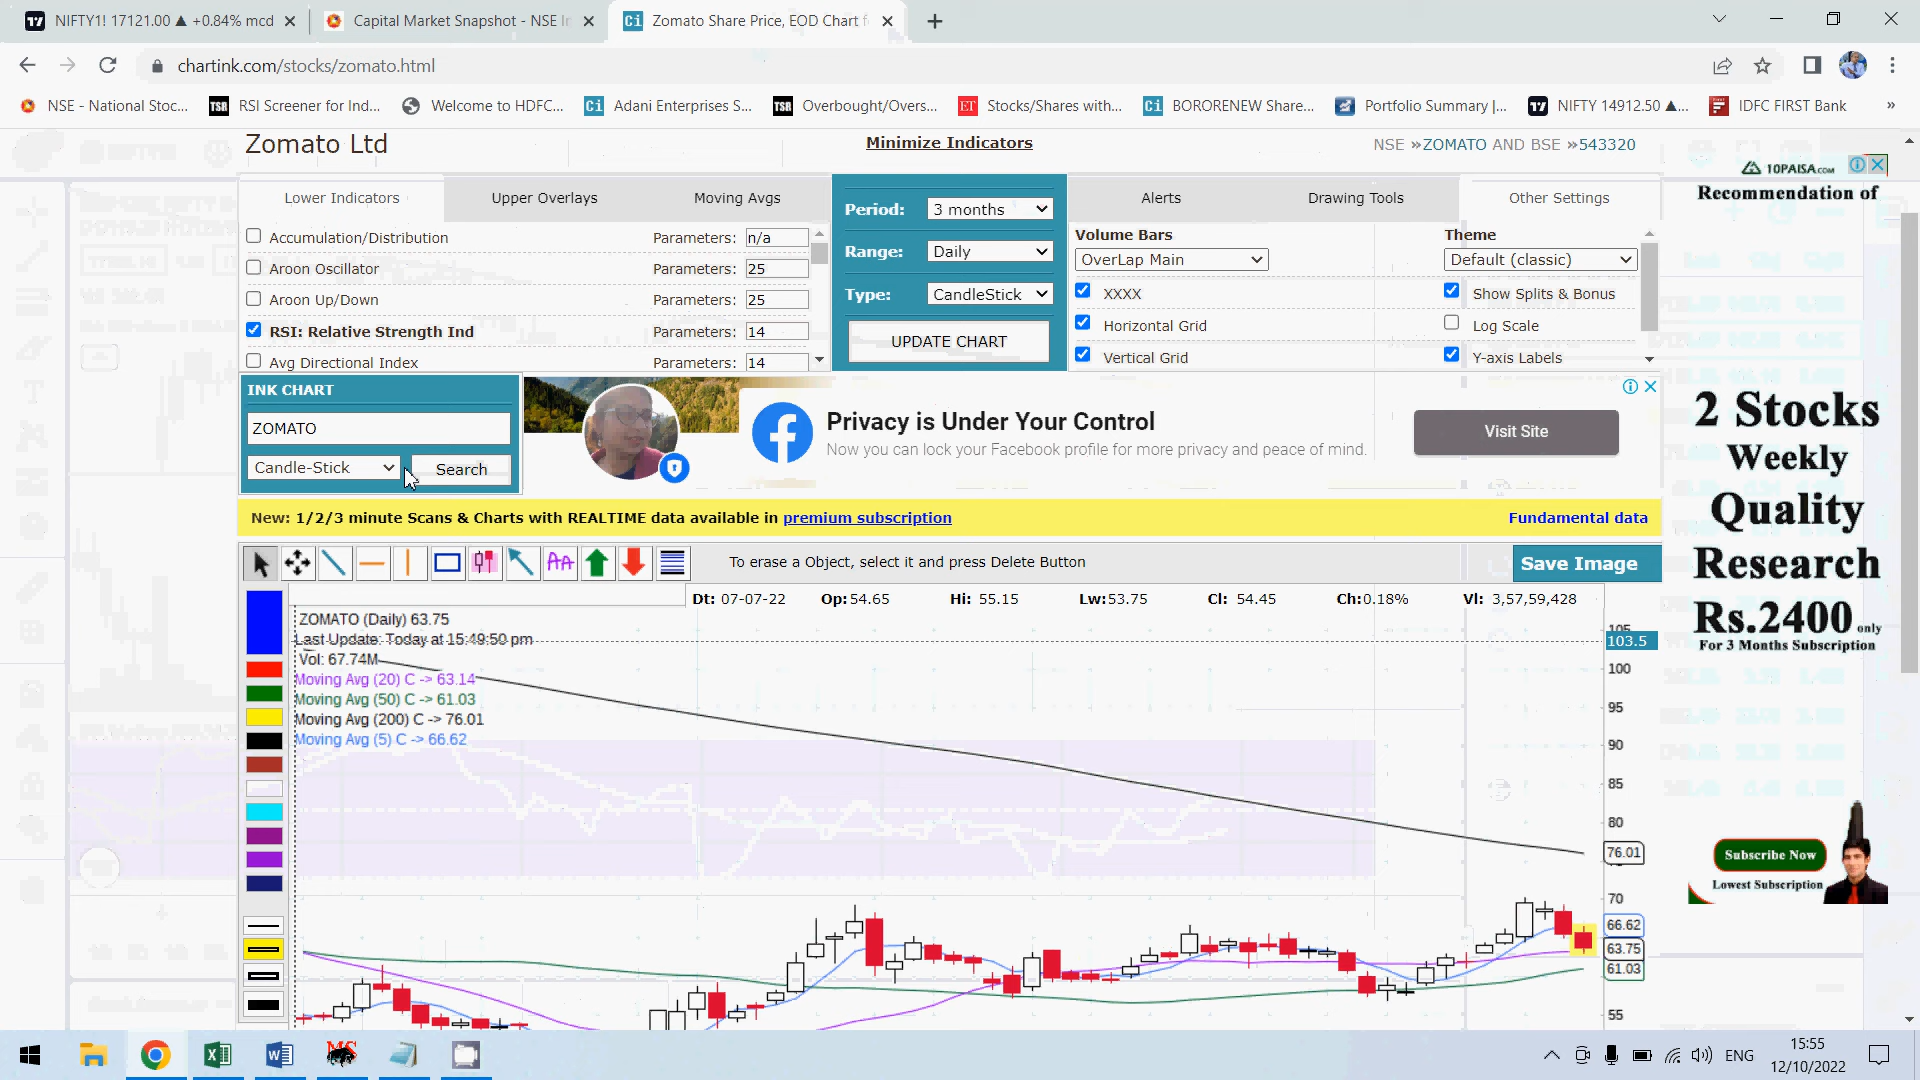 NIFTY1! 17121.00 ▲ +0.84% mcd
Capital Market Snapshot - NSE
Zomato Share Price, EOD Chart
chartink.com/stocks/zomato.html
NSE - National Stoc...
RSI Screener for Ind...
Welcome to HDFC...
Adani Enterprises S...
Overbought/Overs...
Stocks/Shares with...
BORORENEW Share...
Portfolio Summary |...
NIFTY 14912.50 ▲...
IDFC FIRST Bank
»
Zomato Ltd
Minimize Indicators
NSE »ZOMATO AND BSE »543320
Lower Indicators
Upper Overlays
Moving Avgs
Accumulation/Distribution Parameters: n/a
Aroon Oscillator Parameters: 25
Aroon Up/Down Parameters: 25
RSI: Relative Strength Ind Parameters: 14
Avg Directional Index Parameters: 14
Period: 3 months
Range: Daily
Type: CandleStick
UPDATE CHART
Alerts
Drawing Tools
Other Settings
Volume Bars
OverLap Main
XXXX
Horizontal Grid
Vertical Grid
Theme
Default (classic)
Show Splits & Bonus
Log Scale
Y-axis Labels
INK CHART
ZOMATO
Candle-Stick
Search
Privacy is Under Your Control
Now you can lock your Facebook profile for more privacy and peace of mind.
Visit Site
New: 1/2/3 minute Scans & Charts with REALTIME data available in premium subscription
Fundamental data
To erase a Object, select it and press Delete Button
Save Image
Dt: 07-07-22 Op:54.65 Hi: 55.15 Lw:53.75 Cl: 54.45 Ch:0.18% Vl: 3,57,59,428
ZOMATO (Daily) 63.75
Last Update: Today at 15:49:50 pm
Vol: 67.74M
Moving Avg (20) C -> 63.14
Moving Avg (50) C -> 61.03
Moving Avg (200) C -> 76.01
Moving Avg (5) C -> 66.62
105
103.5
100
95
90
85
80
76.01
70
66.62
63.75
61.03
55
10PAISA.COM
Recommendation of
2 Stocks
Weekly
Quality
Research
Rs.2400 only
For 3 Months Subscription
Subscribe Now
Lowest Subscription
ENG
15:55
12/10/2022